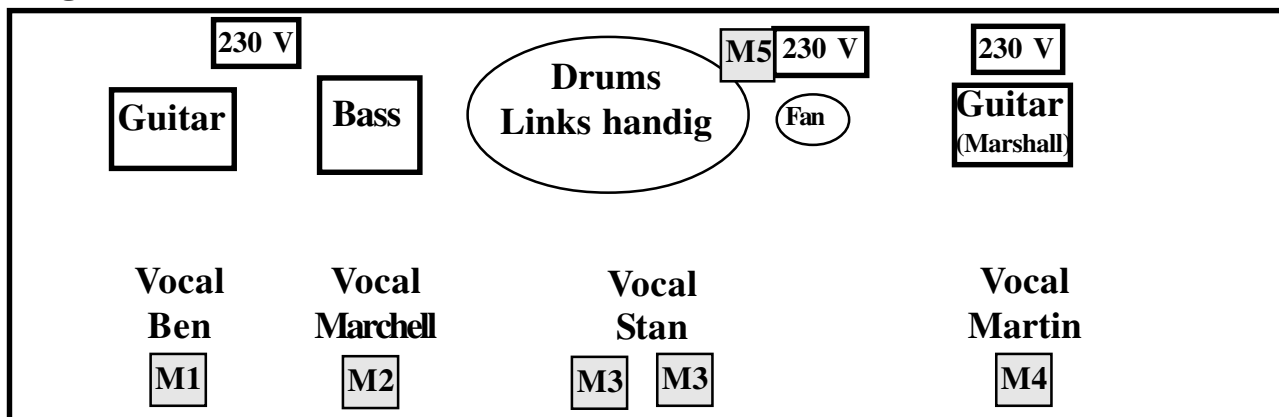 230 V
M5 230 V
230 V
Guitar
Bass
Drums
Links handig
Fan
Guitar
(Marshall)
Vocal
Ben
Vocal
Marchell
Vocal
Stan
Vocal
Martin
M1
M2
M3 M3
M4